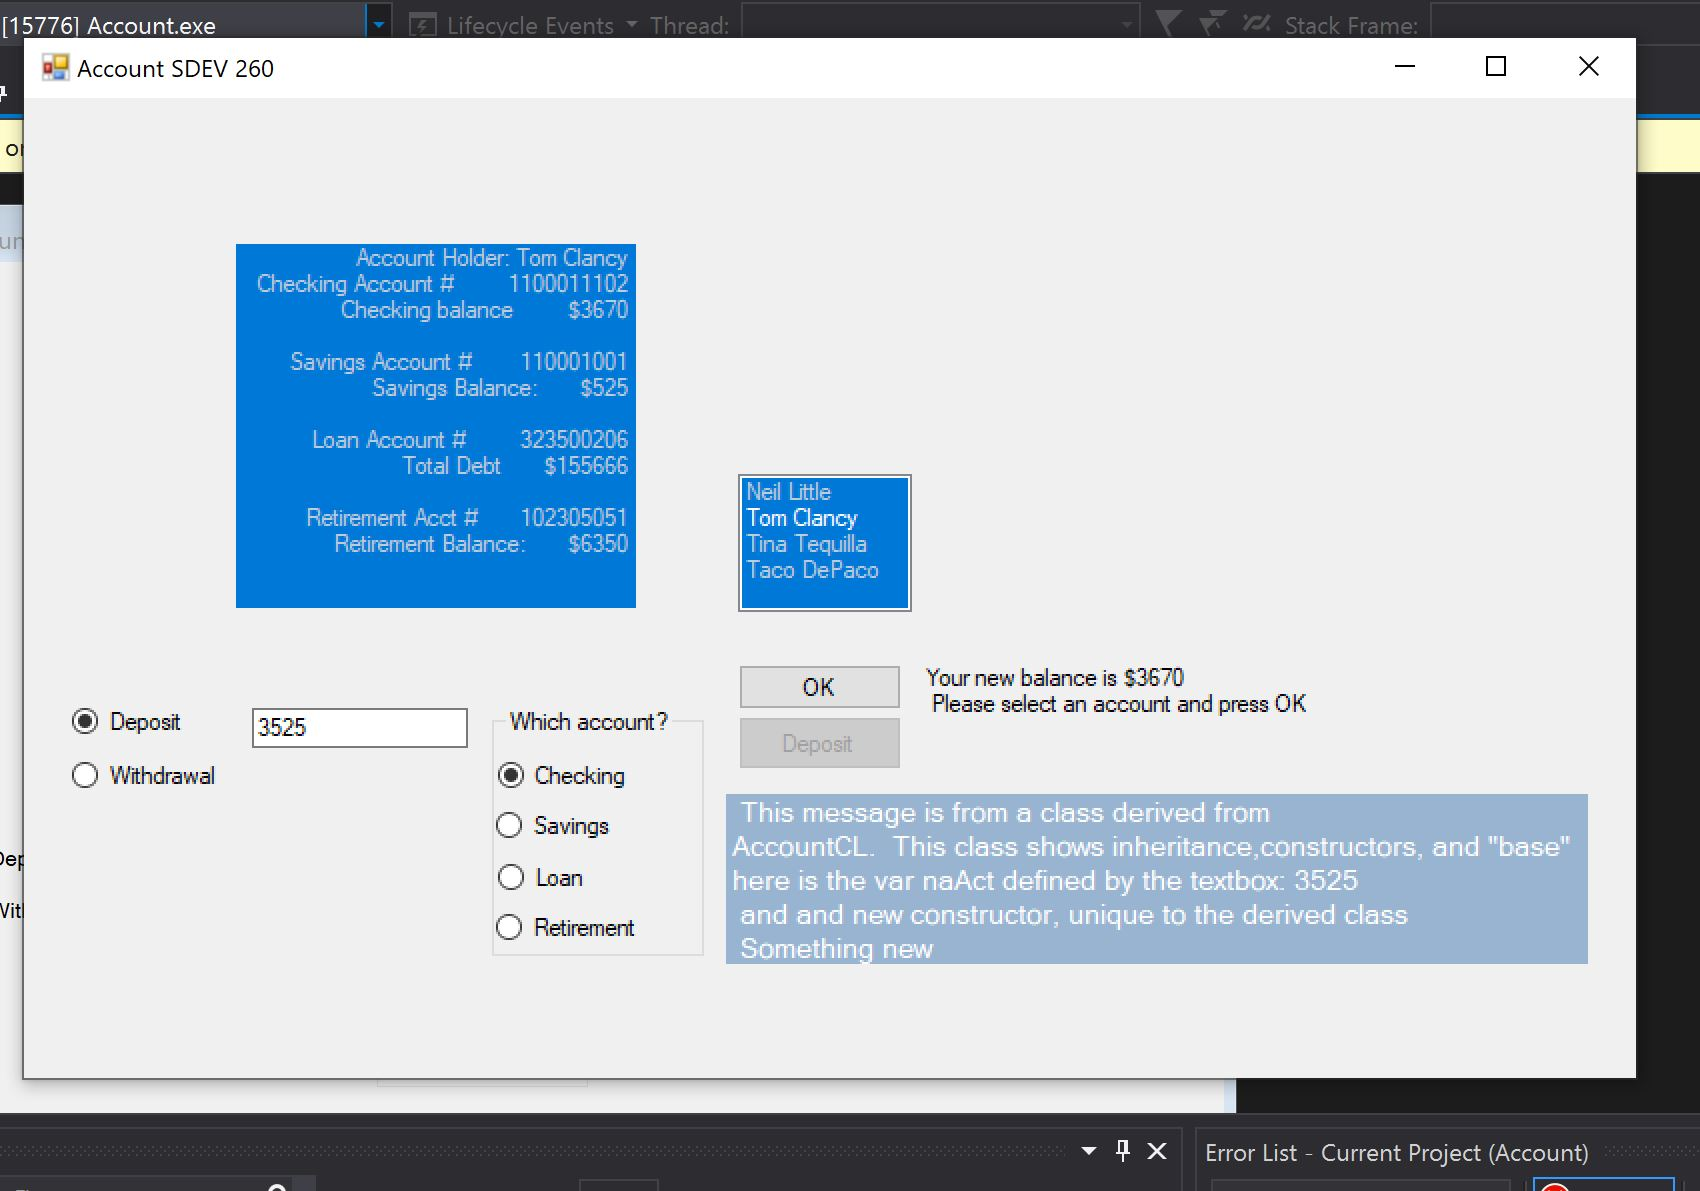 [15776] Account.exe
Lifecycle Events
Thread:
Stack Frame:
Account SDEV 260
Account Holder: Tom Clancy
Checking Account # 1100011102
Checking balance $3670
Savings Account # 110001001
Savings Balance: $525
Loan Account # 323500206
Total Debt $155666
Retirement Acct # 102305051
Retirement Balance: $6350
Neil Little
Tom Clancy
Tina Tequilla
Taco DePaco
OK
Your new balance is $3670
Please select an account and press OK
Deposit
Deposit
3525
Withdrawal
Which account?
Checking
Savings
Loan
Retirement
This message is from a class derived from
AccountCL.  This class shows inheritance,constructors, and "base"
here is the var naAct defined by the textbox: 3525
and and new constructor, unique to the derived class
Something new
Error List - Current Project (Account)